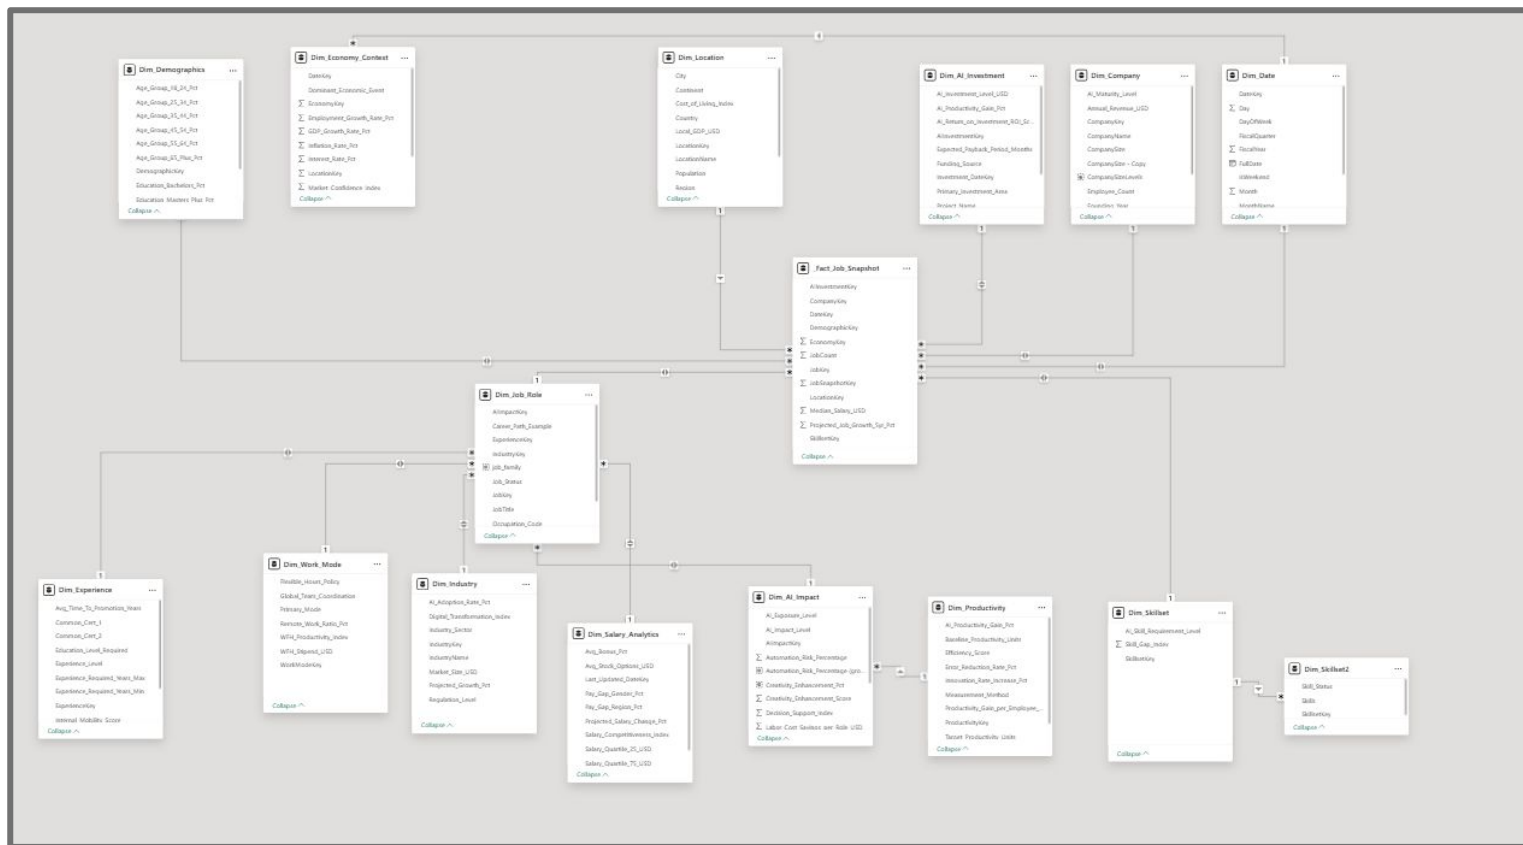 Dim_Demographics
Age_Group_18_24_Pct
Age_Group_25_34_Pct
Age_Group_35_44_Pct
Age_Group_45_54_Pct
Age_Group_55_64_Pct
Age_Group_65_Plus_Pct
DemographicKey
Education_Bachelors_Pct
Education_Masters_Plus_Pct
Collapse
Dim_Economy_Context
DateKey
Dominant_Economic_Event
EconomyKey
Employment_Growth_Rate_Pct
GDP_Growth_Rate_Pct
Inflation_Rate_Pct
Interest_Rate_Pct
LocationKey
Market_Confidence_Index
Collapse
Dim_Location
City
Continent
Cost_of_Living_Index
Country
Local_GDP_USD
LocationKey
LocationName
Population
Region
Collapse
Dim_AI_Investment
AI_Investment_Level_USD
AI_Productivity_Gain_Pct
AI_Return_on_Investment_ROI_Sc...
AIInvestmentKey
Expected_Payback_Period_Months
Funding_Source
Investment_DateKey
Primary_Investment_Area
Project_Name
Collapse
Dim_Company
AI_Maturity_Level
Annual_Revenue_USD
CompanyKey
CompanyName
CompanySize
CompanySize - Copy
CompanySizeLevels
Employee_Count
Founding_Year
Collapse
Dim_Date
DateKey
Day
DayOfWeek
FiscalQuarter
FiscalYear
FullDate
IsWeekend
Month
MonthName
Collapse
_Fact_Job_Snapshot
AIInvestmentKey
CompanyKey
DateKey
DemographicKey
EconomyKey
JobCount
JobKey
JobSnapshotKey
LocationKey
Median_Salary_USD
Projected_Job_Growth_5yr_Pct
SkillsetKey
Collapse
Dim_Job_Role
AIImpactKey
Career_Path_Example
ExperienceKey
IndustryKey
Job_Family
Job_Status
JobKey
JobTitle
Occupation_Code
Collapse
Dim_Experience
Avg_Time_To_Promotion_Years
Common_Cert_1
Common_Cert_2
Education_Level_Required
Experience_Level
Experience_Required_Years_Max
Experience_Required_Years_Min
ExperienceKey
Internal_Mobility_Score
Collapse
Dim_Work_Mode
Flexible_Hours_Policy
Global_Team_Coordination
Primary_Mode
Remote_Work_Ratio_Pct
WFH_Productivity_Index
WFH_Stipend_USD
WorkModeKey
Collapse
Dim_Industry
AI_Adoption_Rate_Pct
Digital_Transformation_Index
Industry_Sector
IndustryKey
IndustryName
Market_Size_USD
Projected_Growth_Pct
Regulation_Level
Collapse
Dim_Salary_Analytics
Avg_Bonus_Pct
Avg_Stock_Options_USD
Last_Updated_DateKey
Pay_Gap_Gender_Pct
Pay_Gap_Region_Pct
Projected_Salary_Change_Pct
Salary_Competitiveness_Index
Salary_Quartile_25_USD
Salary_Quartile_75_USD
Collapse
Dim_AI_Impact
AI_Exposure_Level
AI_Impact_Level
AIImpactKey
Automation_Risk_Percentage
Automation_Risk_Percentage (gro...
Creativity_Enhancement_Pct
Creativity_Enhancement_Score
Decision_Support_Index
Labor_Cost_Savings_per_Role_USD
Collapse
Dim_Productivity
AI_Productivity_Gain_Pct
Baseline_Productivity_Units
Efficiency_Score
Error_Reduction_Rate_Pct
Innovation_Rate_Increase_Pct
Measurement_Method
Productivity_Gain_per_Employee_...
ProductivityKey
Target_Productivity_Units
Collapse
Dim_Skillset
AI_Skill_Requirement_Level
Skill_Gap_Index
SkillsetKey
Collapse
Dim_Skillset2
Skill_Status
Skills
SkillsetKey
Collapse